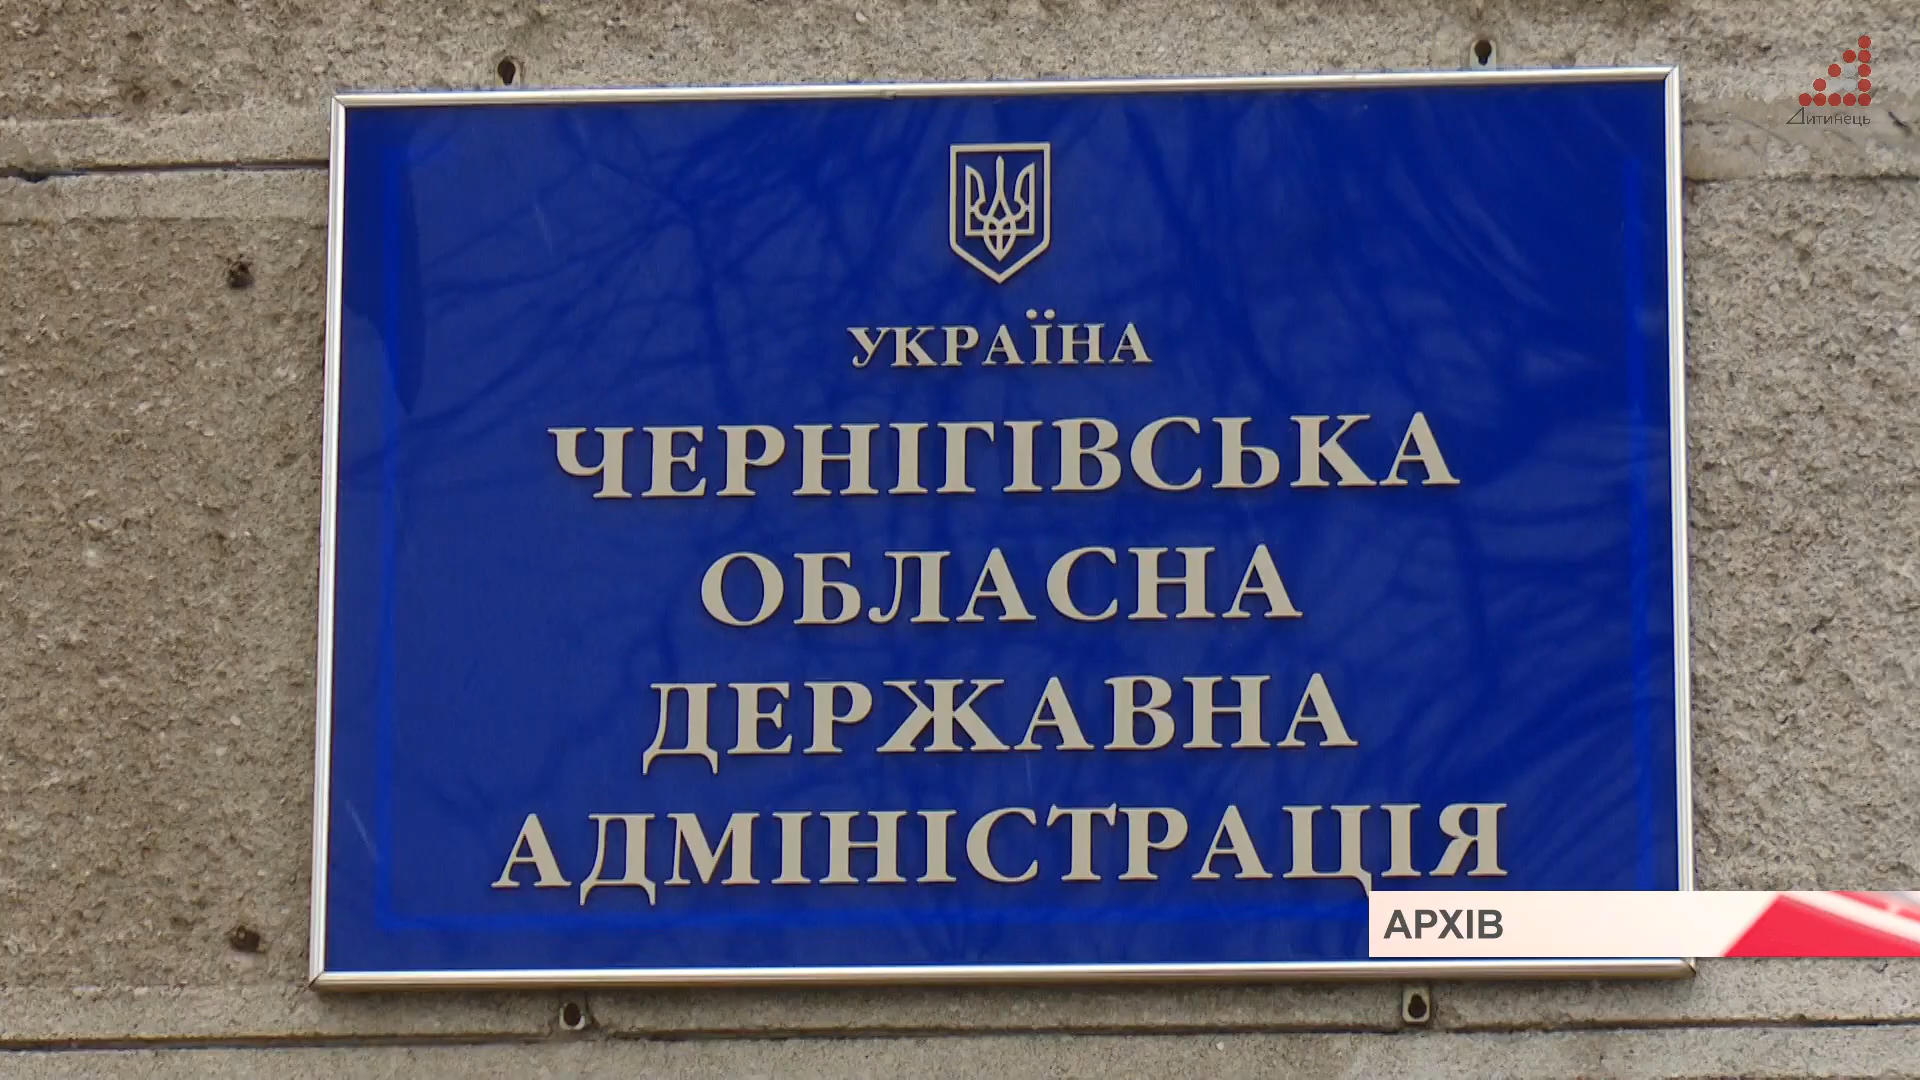 Дитинець
УКРАЇНА
ЧЕРНІГІВСЬКА
ОБЛАСНА
ДЕРЖАВНА
АДМІНІСТРАЦІЯ
АРХІВ